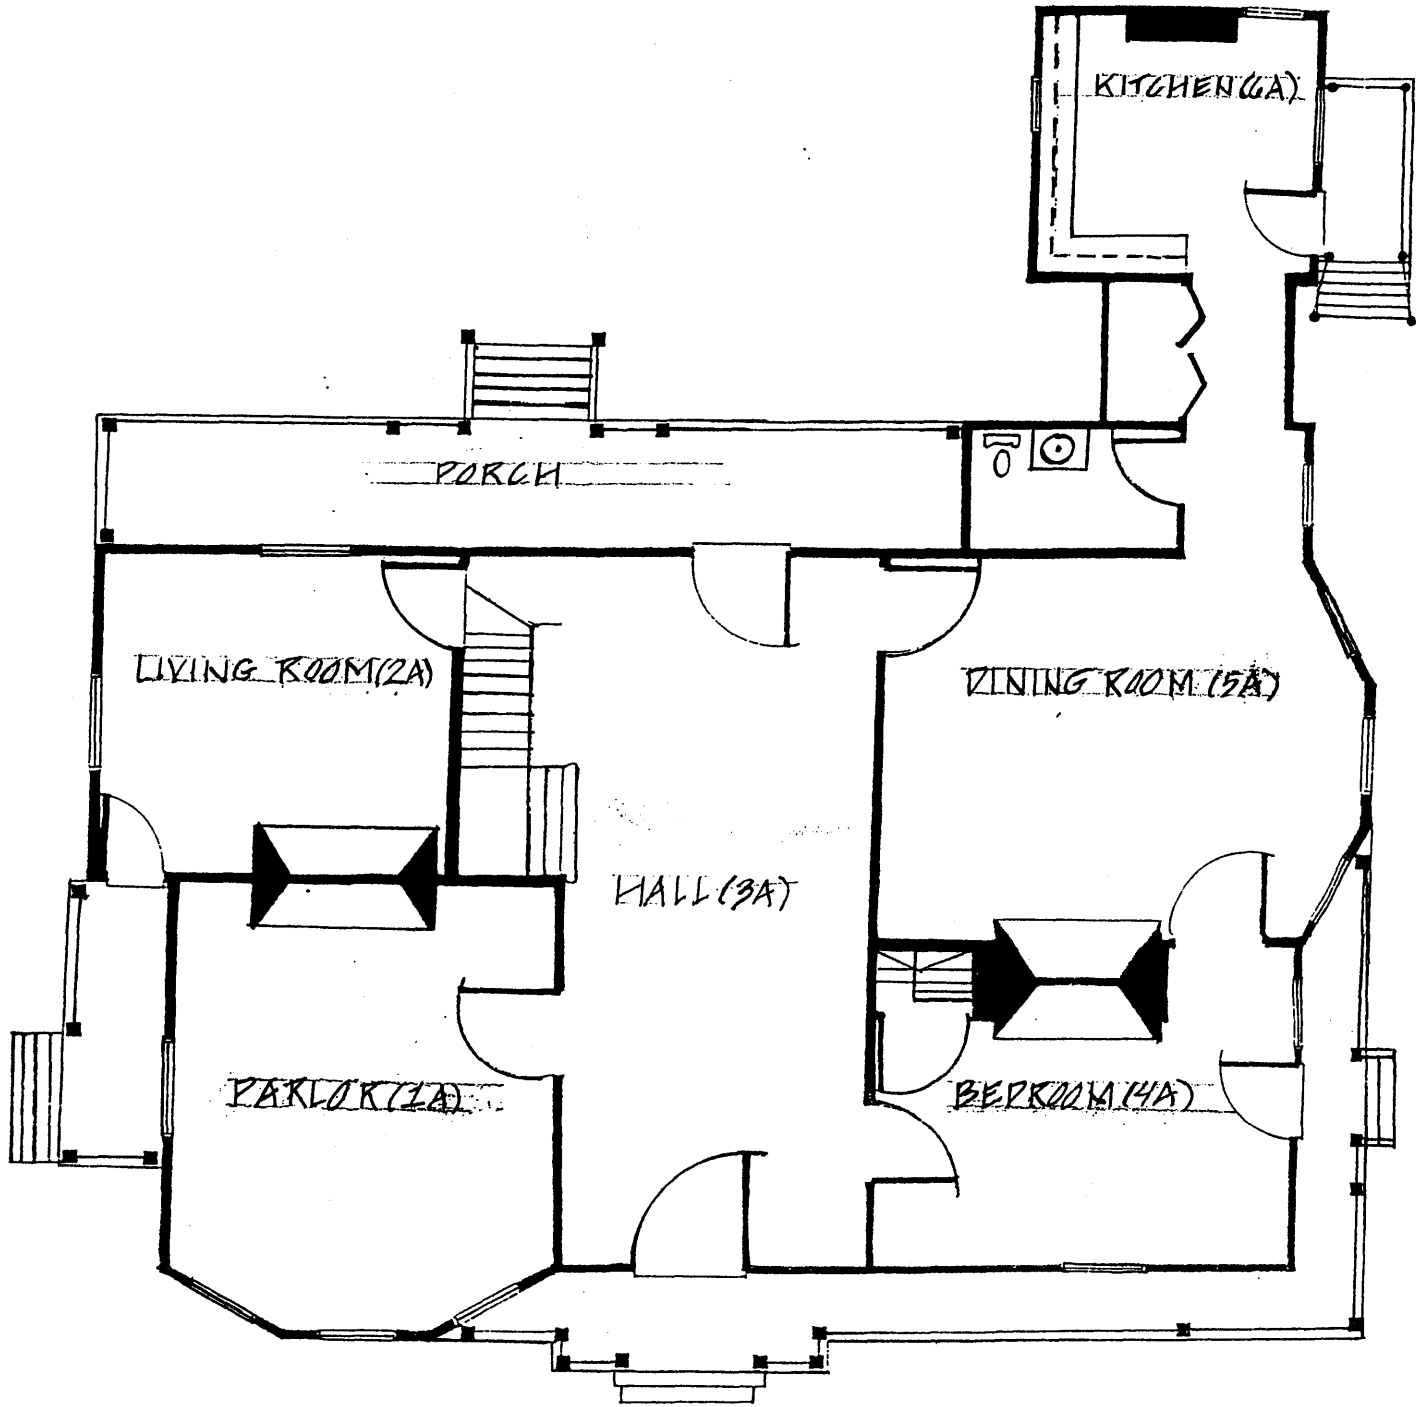 KITCHEN (6A)
PORCH
LIVING ROOM (2A)
DINING ROOM (5A)
HALL (3A)
PARLOR (1A)
BEDROOM (4A)